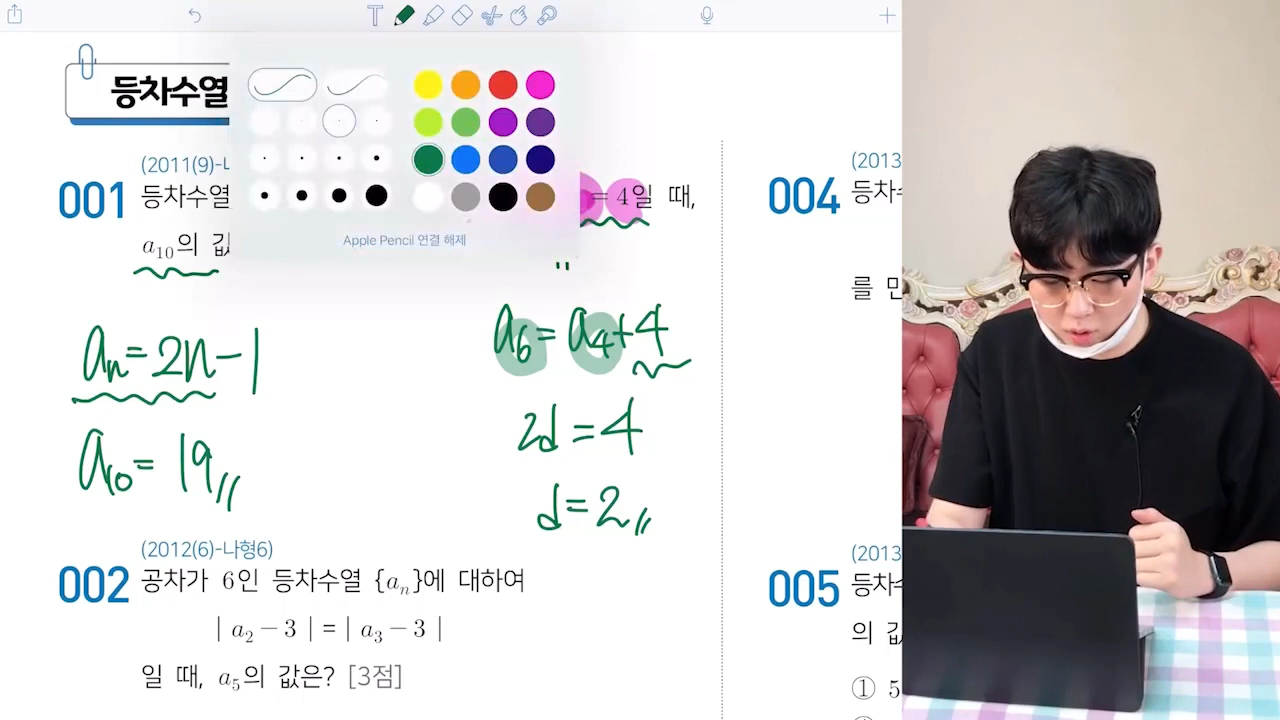 등차수열
(2011(9)-나
001 등차수열
= 4일 때,
a₁₀의 값
Apple Pencil 연결 해제
aₙ=2n-1
a₁₀=19
a₆=a₄+4
2d=4
d=2
(2012(6)-나형6)
002 공차가 6인 등차수열 {aₙ}에 대하여
| a₂ - 3 | = | a₃ - 3 |
일 때, a₅의 값은? [3점]
(2013
004 등차수
를 만
(2013
005 등차수
의 값
① 5